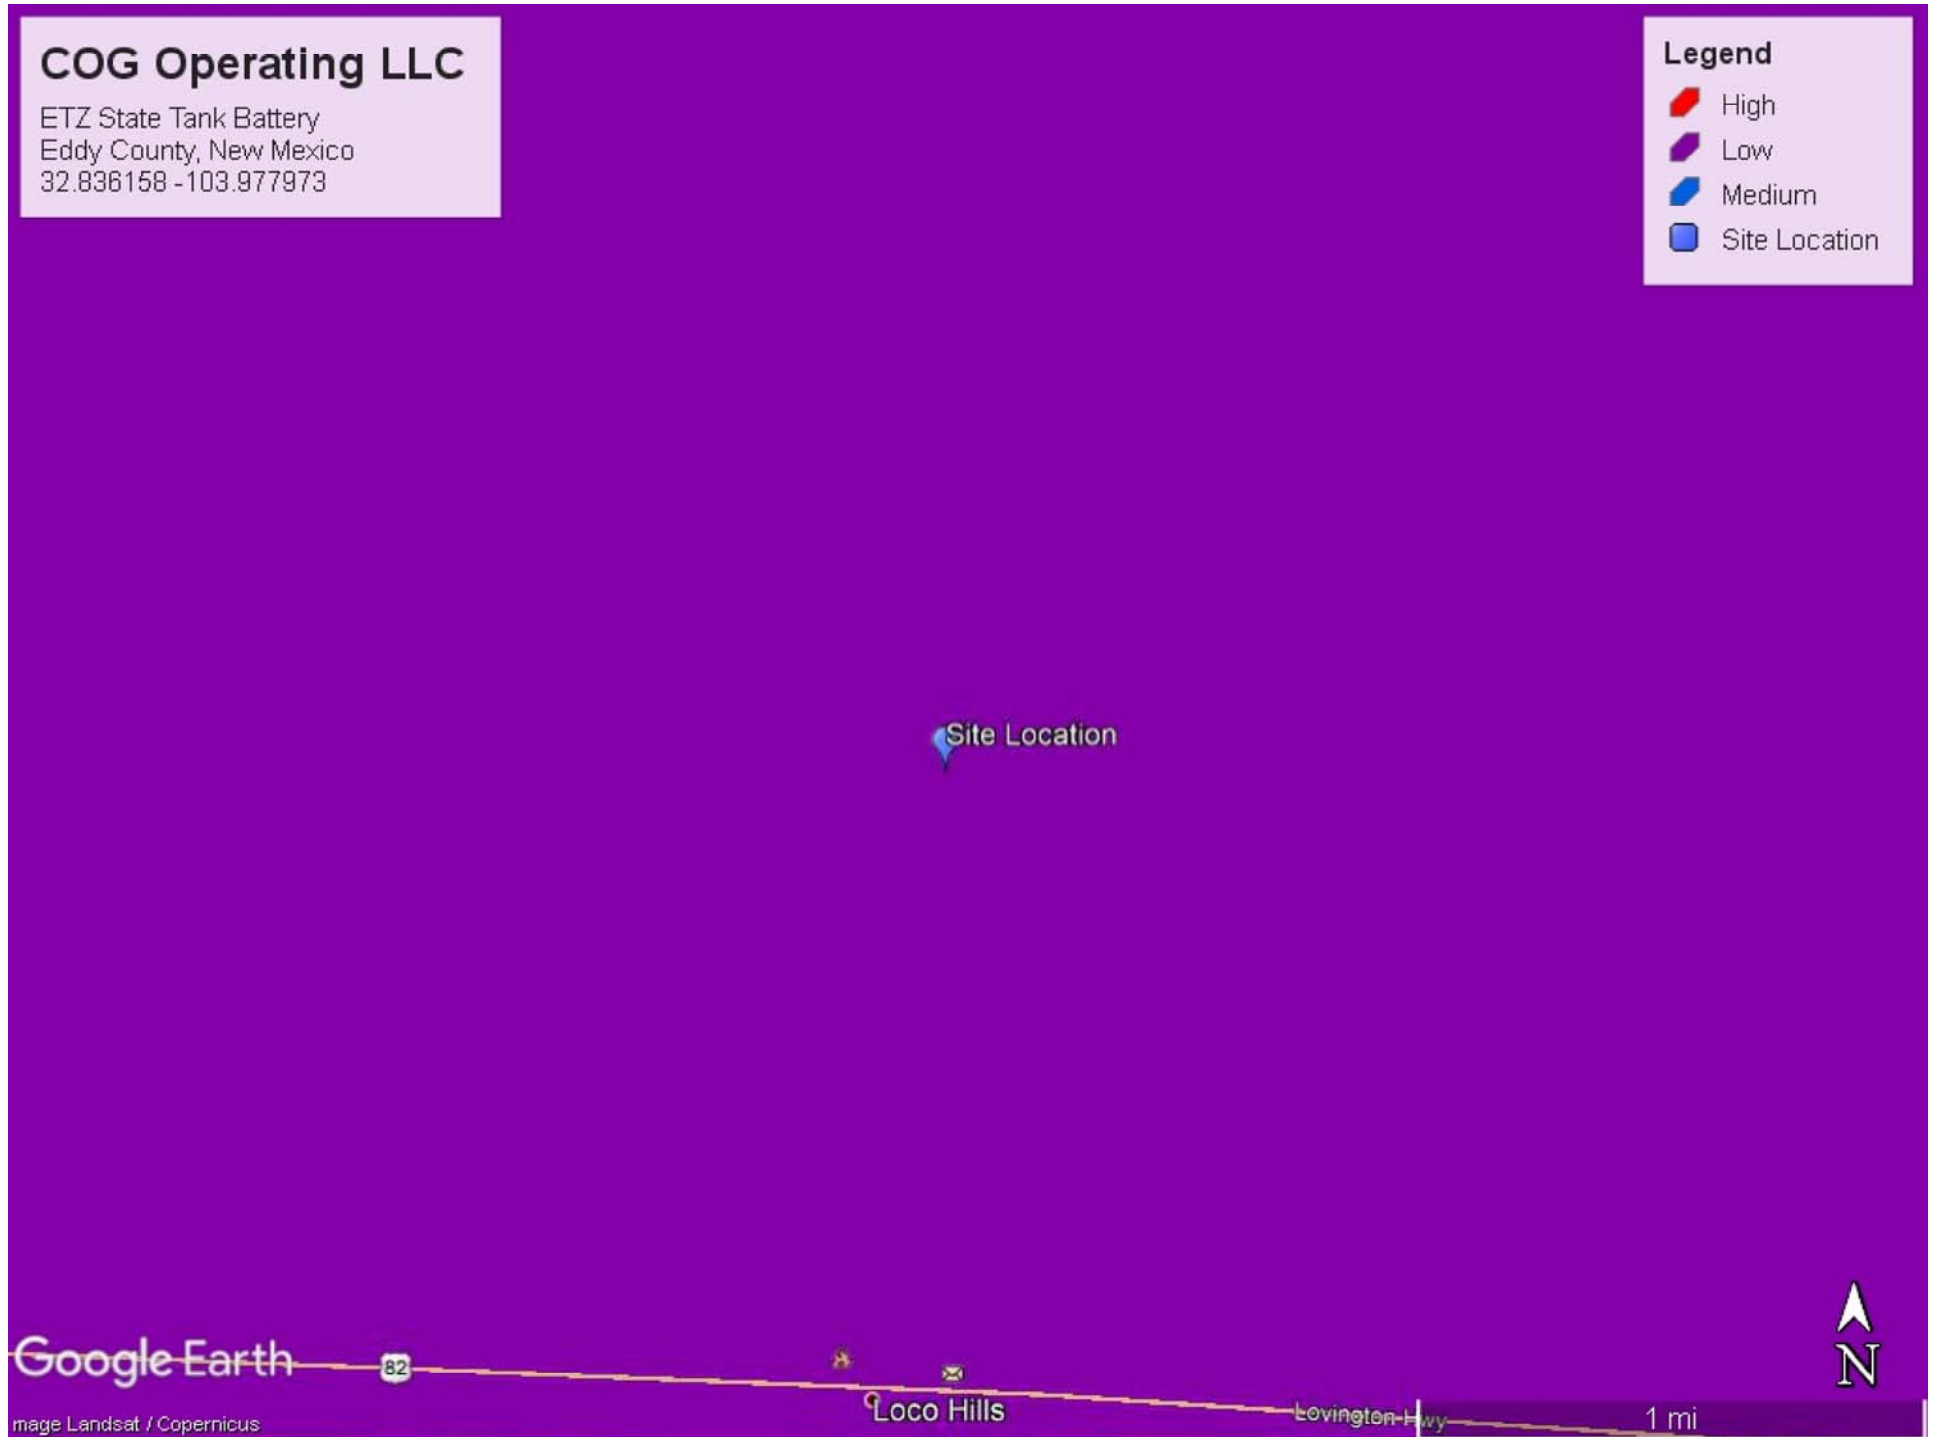 COG Operating LLC
ETZ State Tank Battery
Eddy County, New Mexico
32.836158 -103.977973
Legend
High
Low
Medium
Site Location
Site Location
Google Earth
82
Loco Hills
Lovington Hwy
mage Landsat / Copernicus
1 mi
N